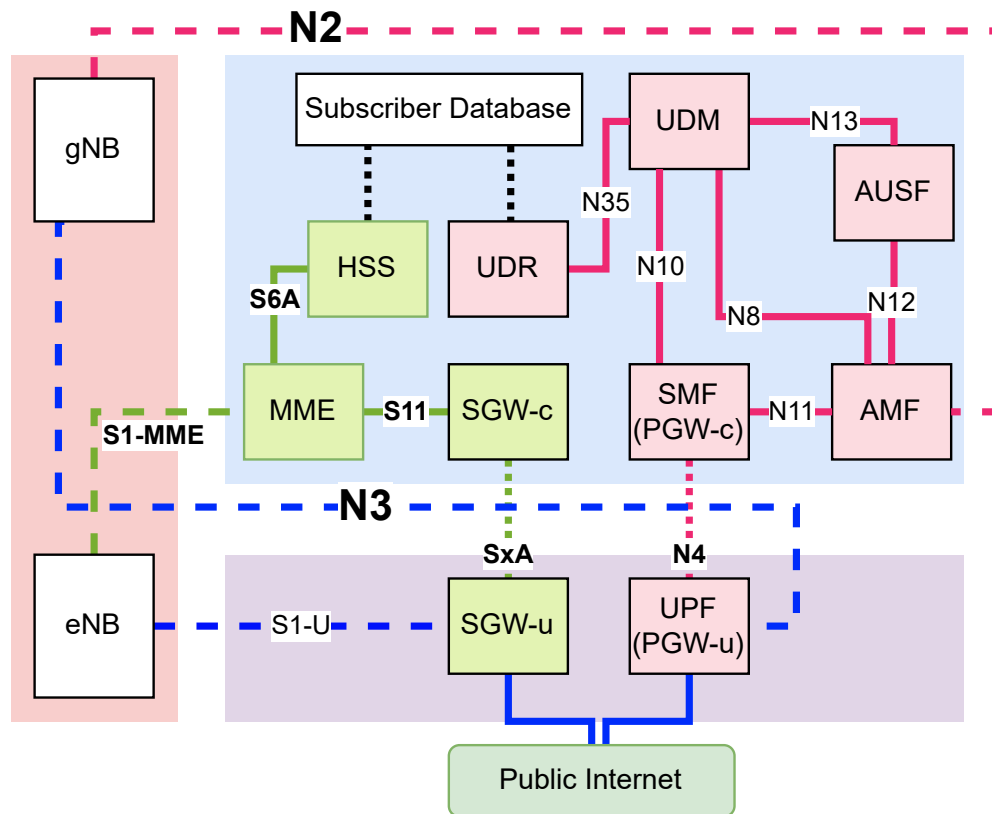 N2
gNB
Subscriber Database
UDM
N13
AUSF
N35
HSS
UDR
N10
S6A
N8
N12
MME
S11
SGW-c
SMF
(PGW-c)
N11
AMF
S1-MME
N3
SxA
N4
eNB
S1-U
SGW-u
UPF
(PGW-u)
Public Internet